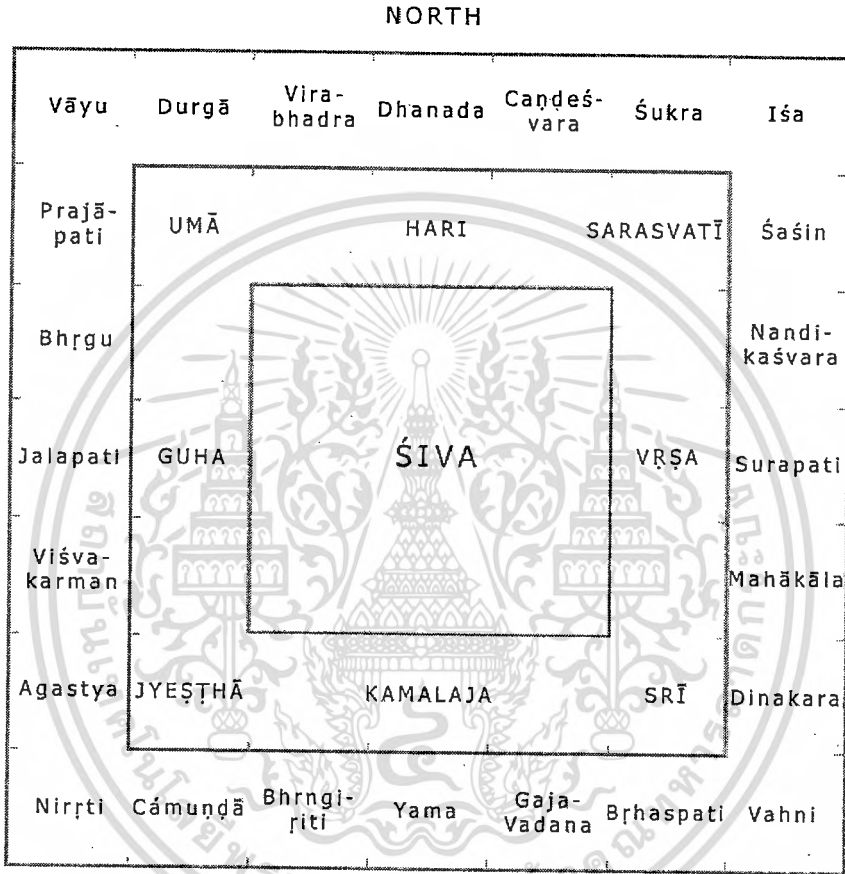 NORTH
Vāyu Durgā Vira- Dhanada Caṇḍeś- Śukra Iśa
bhadra vara
Prajā- UMĀ HARI SARASVATĪ Śaśin
pati
Bhṛgu Nandi-
kaśvara
Jalapati GUHA ŚIVA VṚṢA Surapati
Viśva- Mahākāla
karman
Agastya JYEṢṬHĀ KAMALAJA SRĪ Dinakara
Nirṛti Cámuṇḍā Bhrngi- Yama Gaja- Bṛhaspati Vahni
ṛiti Vadana